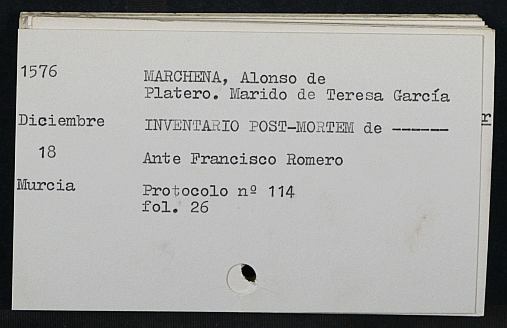 1576
MARCHENA, Alonso de
Platero. Marido de Teresa García
Diciembre
INVENTARIO POST-MORTEM de ------
18
Ante Francisco Romero
Murcia
Protocolo nº 114
fol. 26